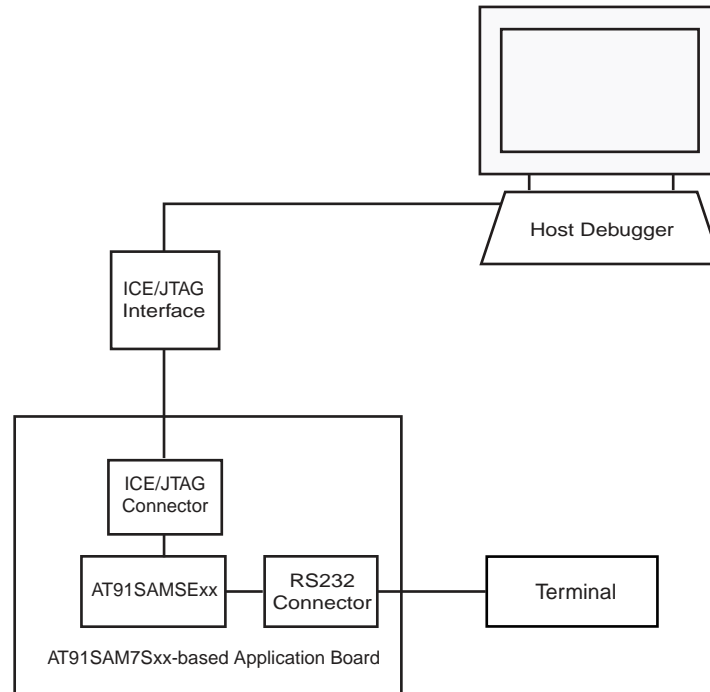 Host Debugger
ICE/JTAG
Interface
ICE/JTAG
Connector
AT91SAMSExx
RS232
Connector
Terminal
AT91SAM7Sxx-based Application Board